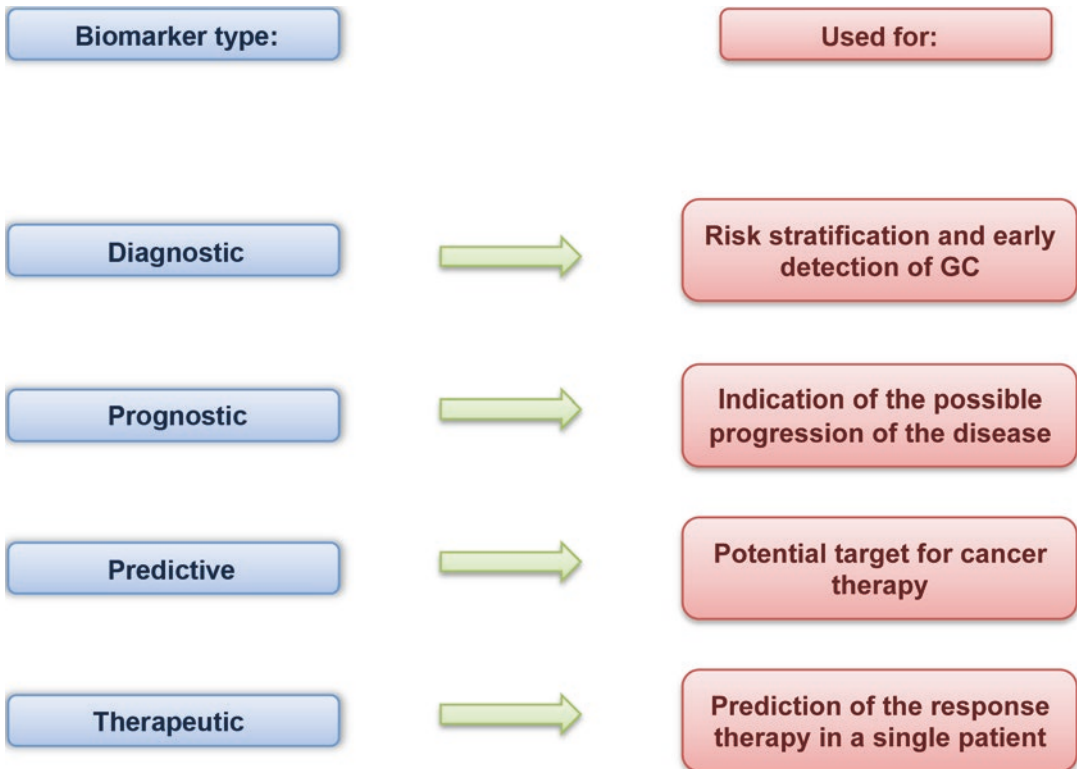 Biomarker type:
Used for:
Diagnostic
Risk stratification and early
detection of GC
Prognostic
Indication of the possible
progression of the disease
Predictive
Potential target for cancer
therapy
Therapeutic
Prediction of the response
therapy in a single patient